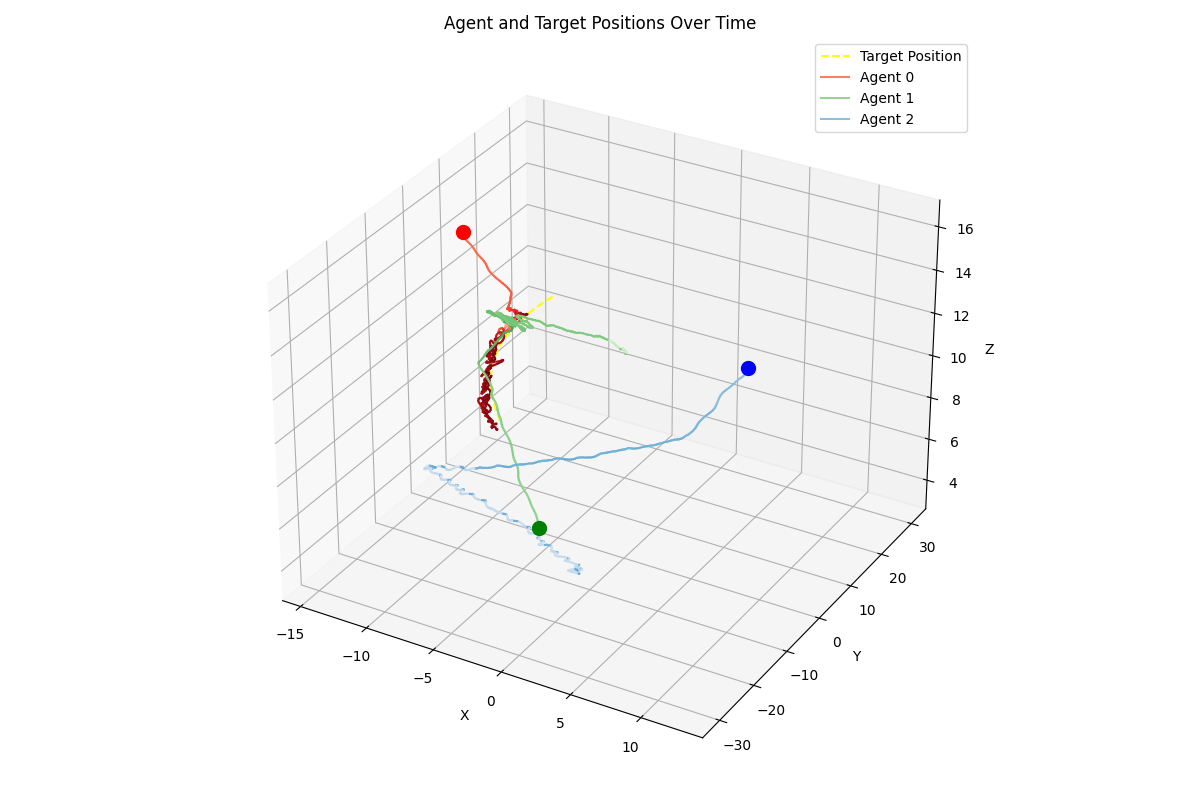 Agent and Target Positions Over Time
Target Position
Agent 0
Agent 1
Agent 2
16
14
12
10
8
6
4
Z
30
20
10
0
−10
−20
−30
Y
−15
−10
−5
0
5
10
X